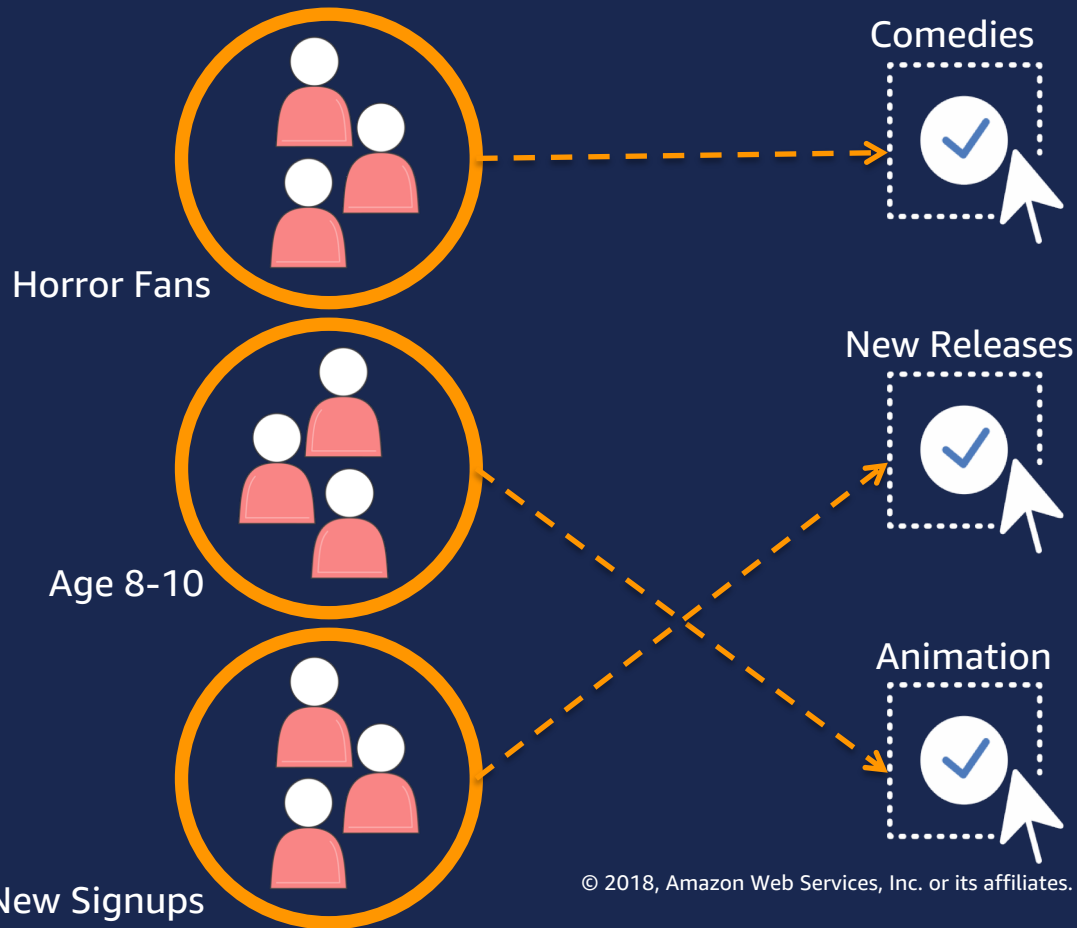 Comedies
Horror Fans
New Releases
Age 8-10
Animation
New Signups
© 2018, Amazon Web Services, Inc. or its affiliates.